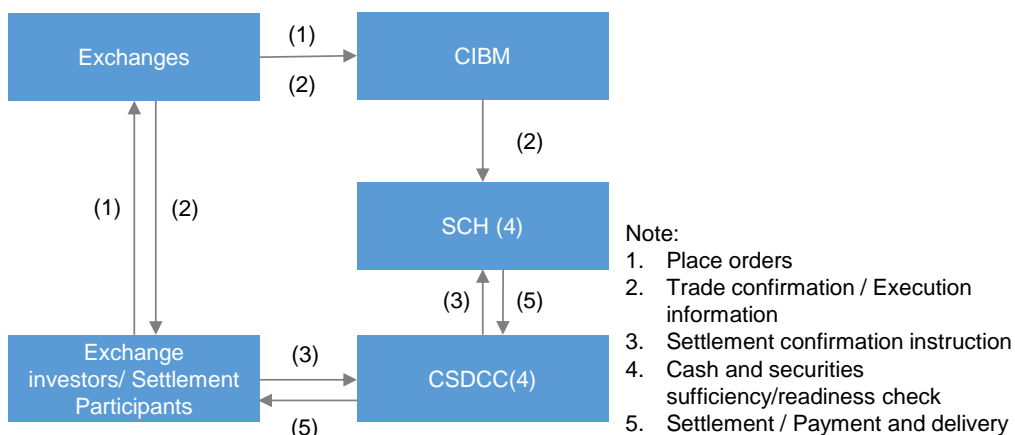 Exchanges
(1)
(2)
CIBM
(2)
(1)
(2)
SCH (4)
(3)
(5)
Exchange
investors/ Settlement
Participants
(3)
(5)
CSDCC(4)
Note:
1. Place orders
2. Trade confirmation / Execution
information
3. Settlement confirmation instruction
4. Cash and securities
sufficiency/readiness check
5. Settlement / Payment and delivery